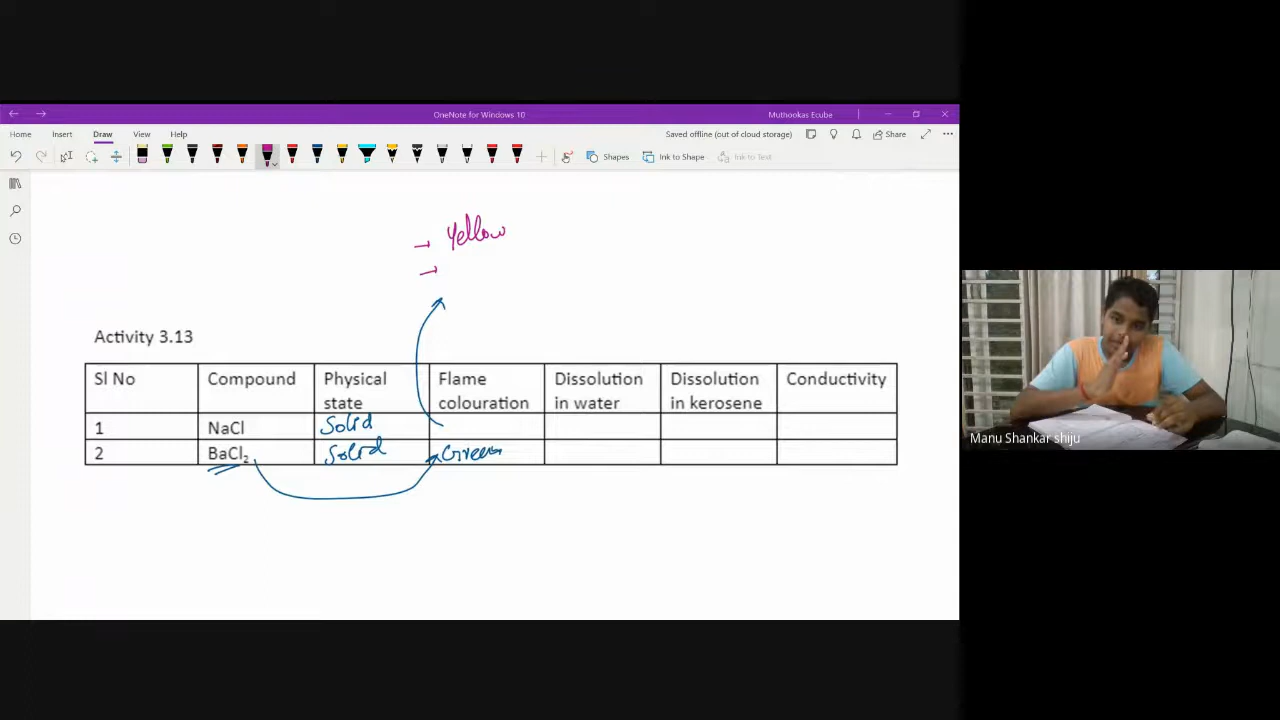 OneNote for Windows 10
Muthookas Ecube
Home Insert Draw View Help
Saved offline (out of cloud storage)
Share
Shapes
Ink to Shape
Ink to Text
→ Yellow
→
Activity 3.13
Sl No Compound Physical state Flame colouration Dissolution in water Dissolution in kerosene Conductivity
1 NaCl Solid
2 BaCl₂ Solid Green
Manu Shankar shiju